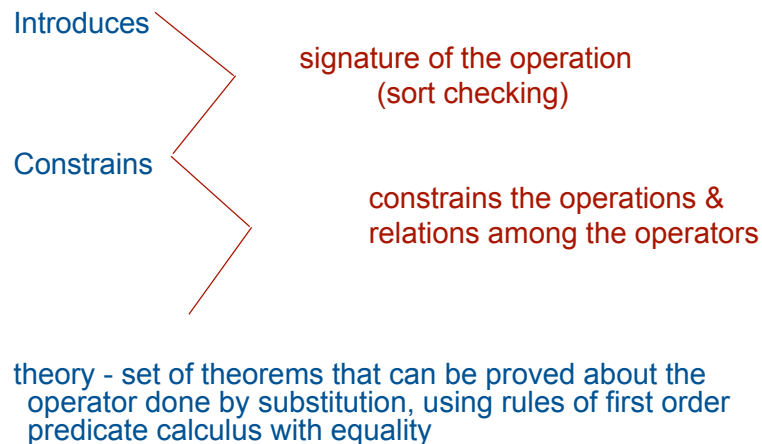 Introduces
signature of the operation
(sort checking)
Constrains
constrains the operations &
relations among the operators
theory - set of theorems that can be proved about the
operator done by substitution, using rules of first order
predicate calculus with equality